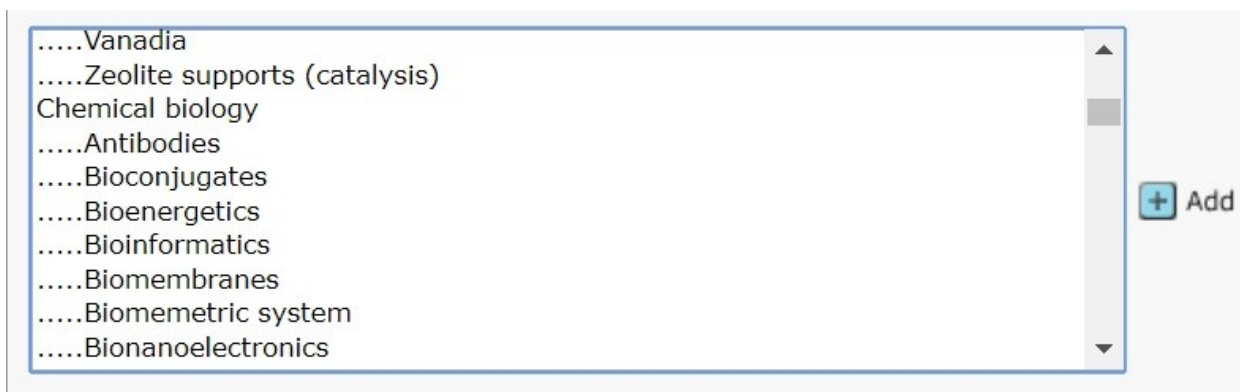 .....Vanadia
.....Zeolite supports (catalysis)
Chemical biology
.....Antibodies
.....Bioconjugates
.....Bioenergetics
.....Bioinformatics
.....Biomembranes
.....Biomemetric system
.....Bionanoelectronics
+ Add